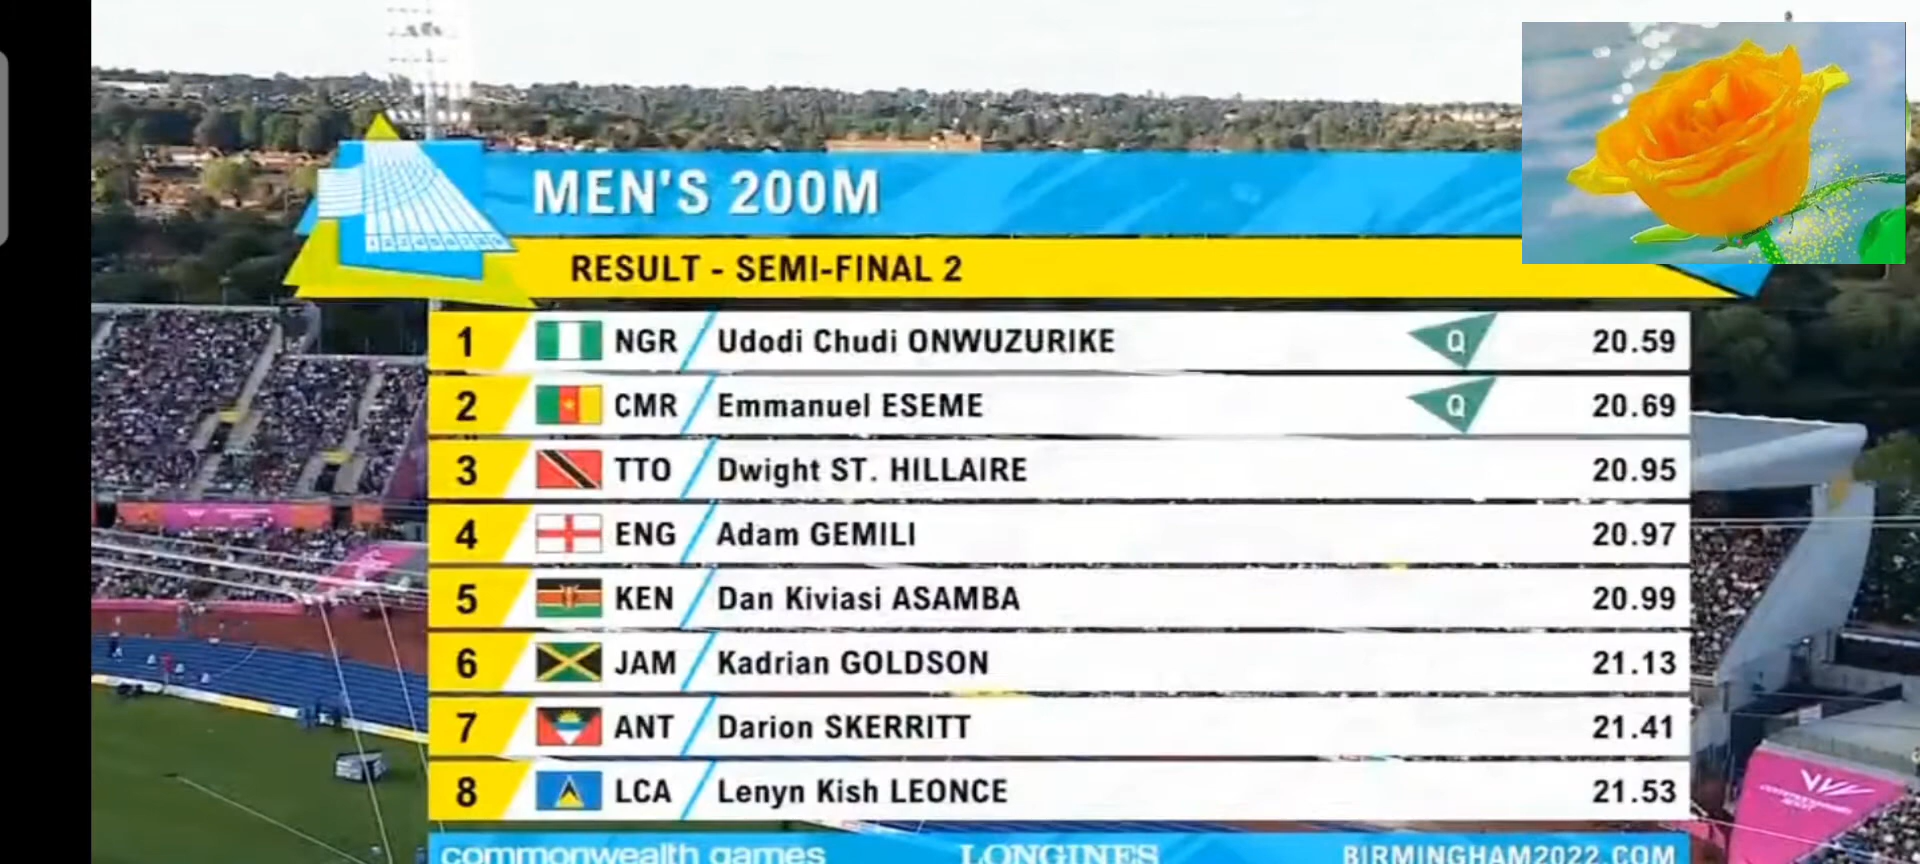 MEN'S 200M
RESULT - SEMI-FINAL 2
1 NGR Udodi Chudi ONWUZURIKE Q 20.59
2 CMR Emmanuel ESEME Q 20.69
3 TTO Dwight ST. HILLAIRE 20.95
4 ENG Adam GEMILI 20.97
5 KEN Dan Kiviasi ASAMBA 20.99
6 JAM Kadrian GOLDSON 21.13
7 ANT Darion SKERRITT 21.41
8 LCA Lenyn Kish LEONCE 21.53
commonwealth games LONGINES BIRMINGHAM2022.COM